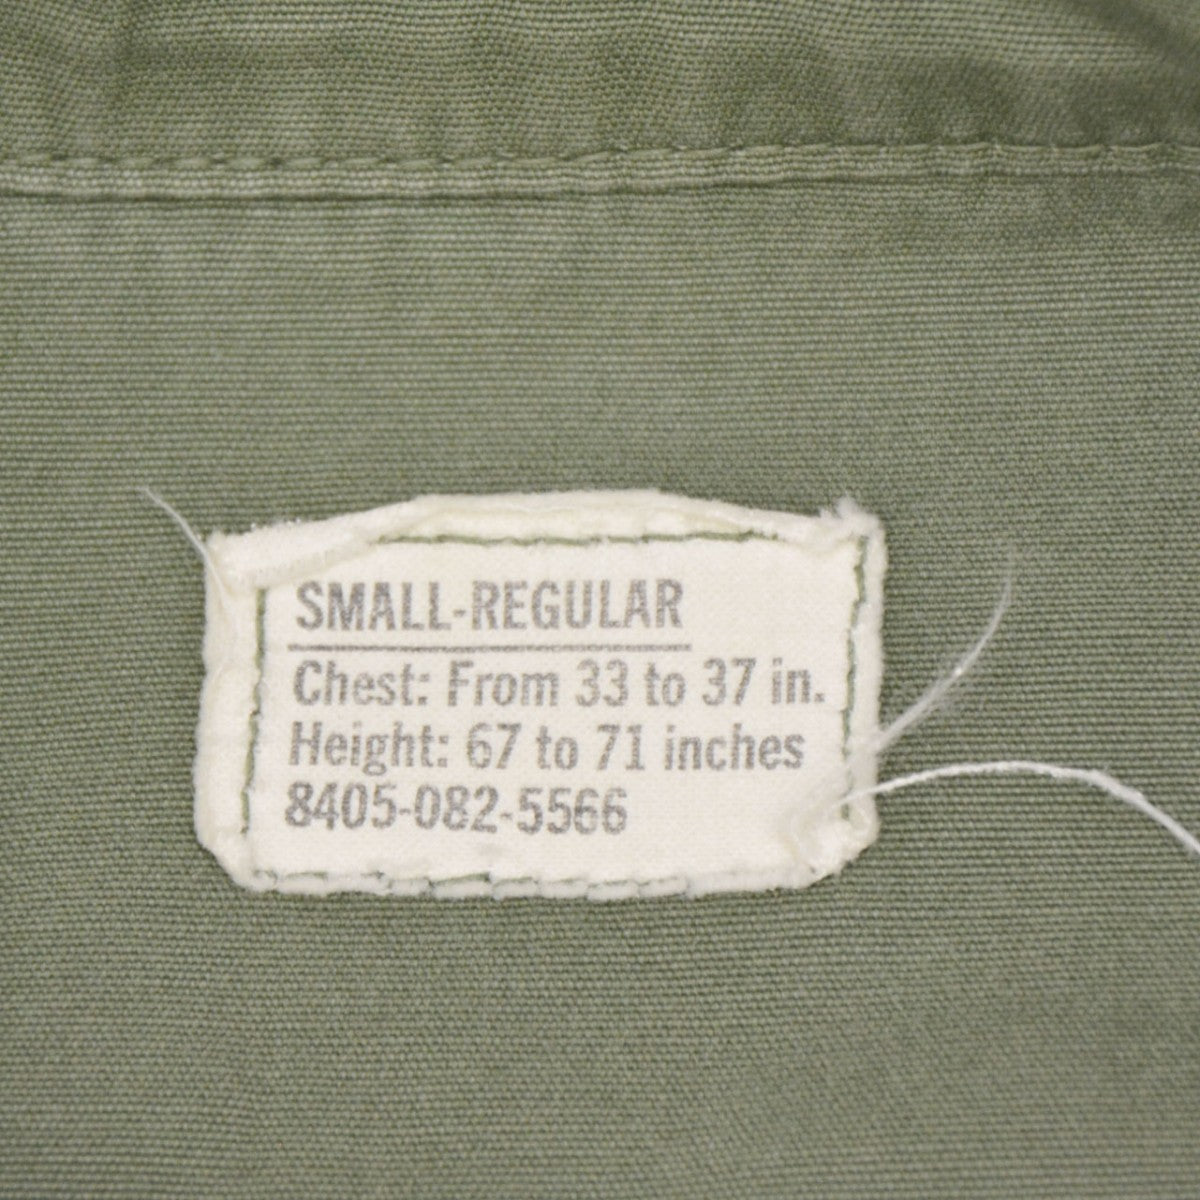 SMALL-REGULAR
Chest: From 33 to 37 in.
Height: 67 to 71 inches
8405-082-5566